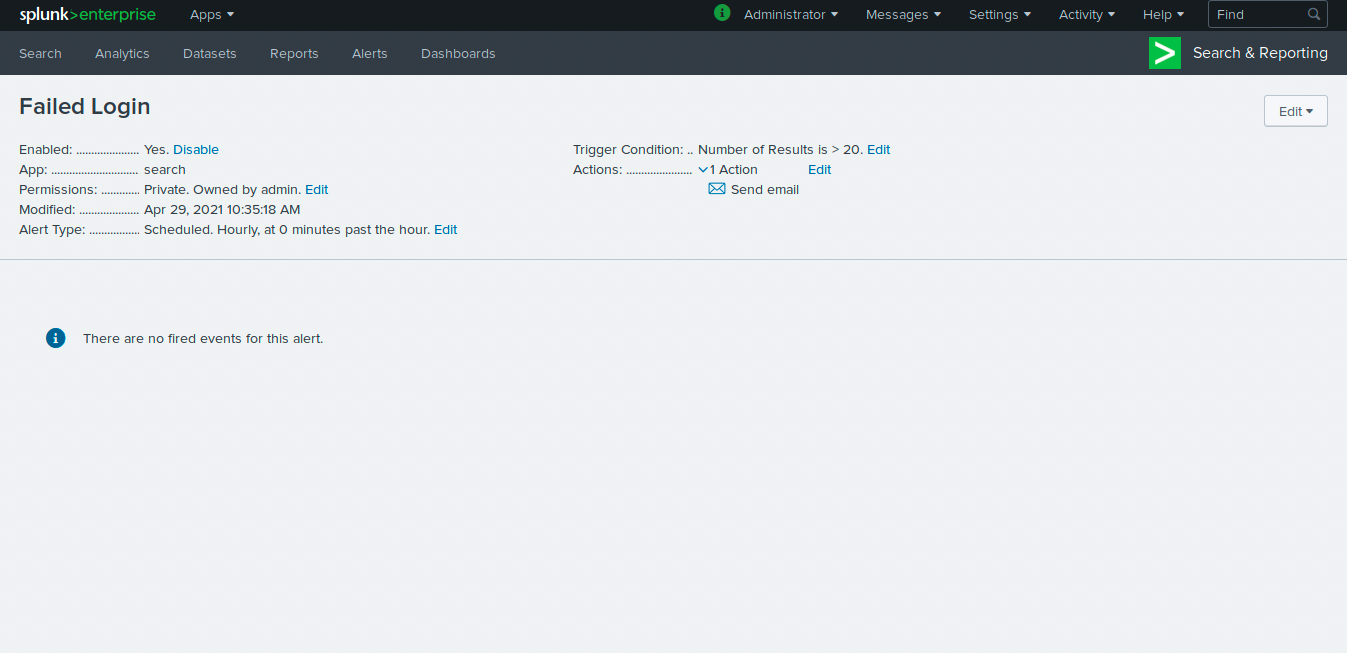 splunk>enterprise Apps Administrator Messages Settings Activity Help Find
Search Analytics Datasets Reports Alerts Dashboards Search & Reporting
Failed Login Edit
Enabled: ..................... Yes. Disable
App: ............................. search
Permissions: ............. Private. Owned by admin. Edit
Modified: .................... Apr 29, 2021 10:35:18 AM
Alert Type: ................. Scheduled. Hourly, at 0 minutes past the hour. Edit
Trigger Condition: .. Number of Results is > 20. Edit
Actions: ...................... 1 Action Edit
Send email
There are no fired events for this alert.